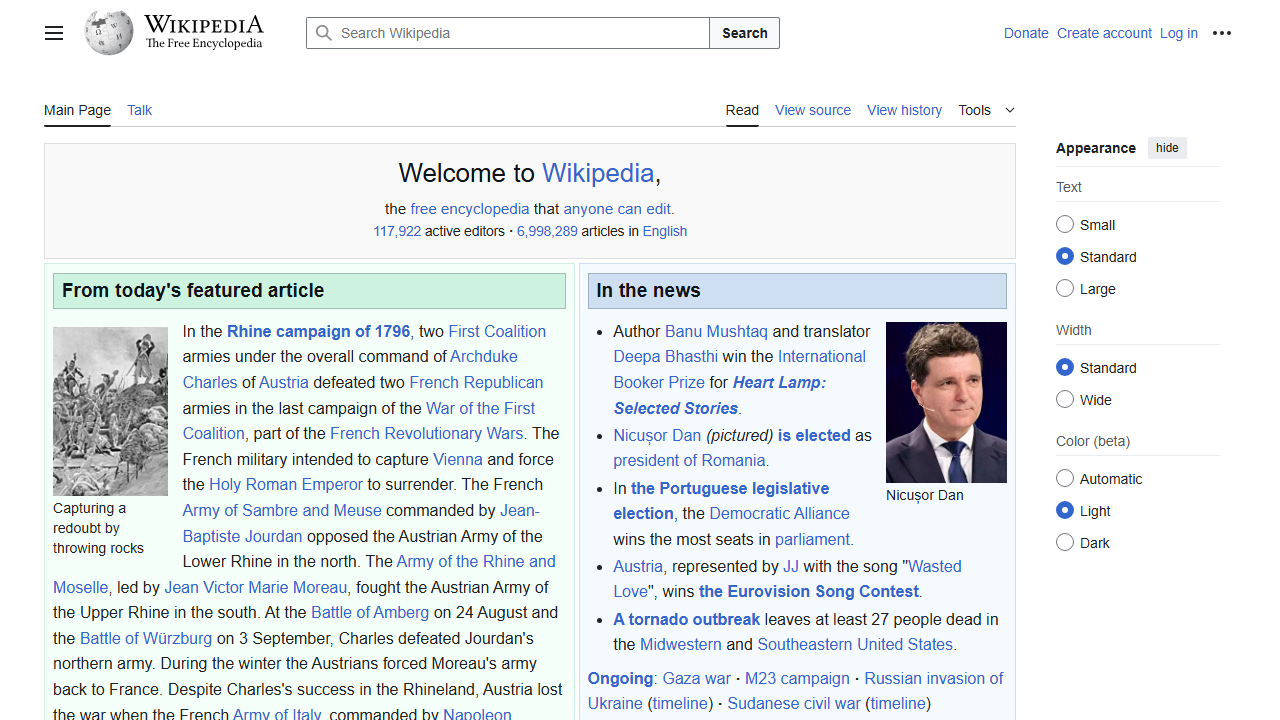 WIKIPEDIA
The Free Encyclopedia
Search Wikipedia
Search
Donate Create account Log in
Main Page Talk
Read View source View history Tools
Welcome to Wikipedia,
the free encyclopedia that anyone can edit.
117,922 active editors · 6,998,289 articles in English
From today's featured article
Capturing a
redoubt by
throwing rocks
In the Rhine campaign of 1796, two First Coalition
armies under the overall command of Archduke
Charles of Austria defeated two French Republican
armies in the last campaign of the War of the First
Coalition, part of the French Revolutionary Wars. The
French military intended to capture Vienna and force
the Holy Roman Emperor to surrender. The French
Army of Sambre and Meuse commanded by Jean-
Baptiste Jourdan opposed the Austrian Army of the
Lower Rhine in the north. The Army of the Rhine and
Moselle, led by Jean Victor Marie Moreau, fought the Austrian Army of
the Upper Rhine in the south. At the Battle of Amberg on 24 August and
the Battle of Würzburg on 3 September, Charles defeated Jourdan's
northern army. During the winter the Austrians forced Moreau's army
back to France. Despite Charles's success in the Rhineland, Austria lost
the war when the French Army of Italy, commanded by Napoleon
In the news
Author Banu Mushtaq and translator
Deepa Bhasthi win the International
Booker Prize for Heart Lamp:
Selected Stories.
Nicușor Dan (pictured) is elected as
president of Romania.
In the Portuguese legislative
election, the Democratic Alliance
wins the most seats in parliament.
Nicușor Dan
Austria, represented by JJ with the song "Wasted
Love", wins the Eurovision Song Contest.
A tornado outbreak leaves at least 27 people dead in
the Midwestern and Southeastern United States.
Ongoing: Gaza war · M23 campaign · Russian invasion of
Ukraine (timeline) · Sudanese civil war (timeline)
Appearance hide
Text
Small
Standard
Large
Width
Standard
Wide
Color (beta)
Automatic
Light
Dark